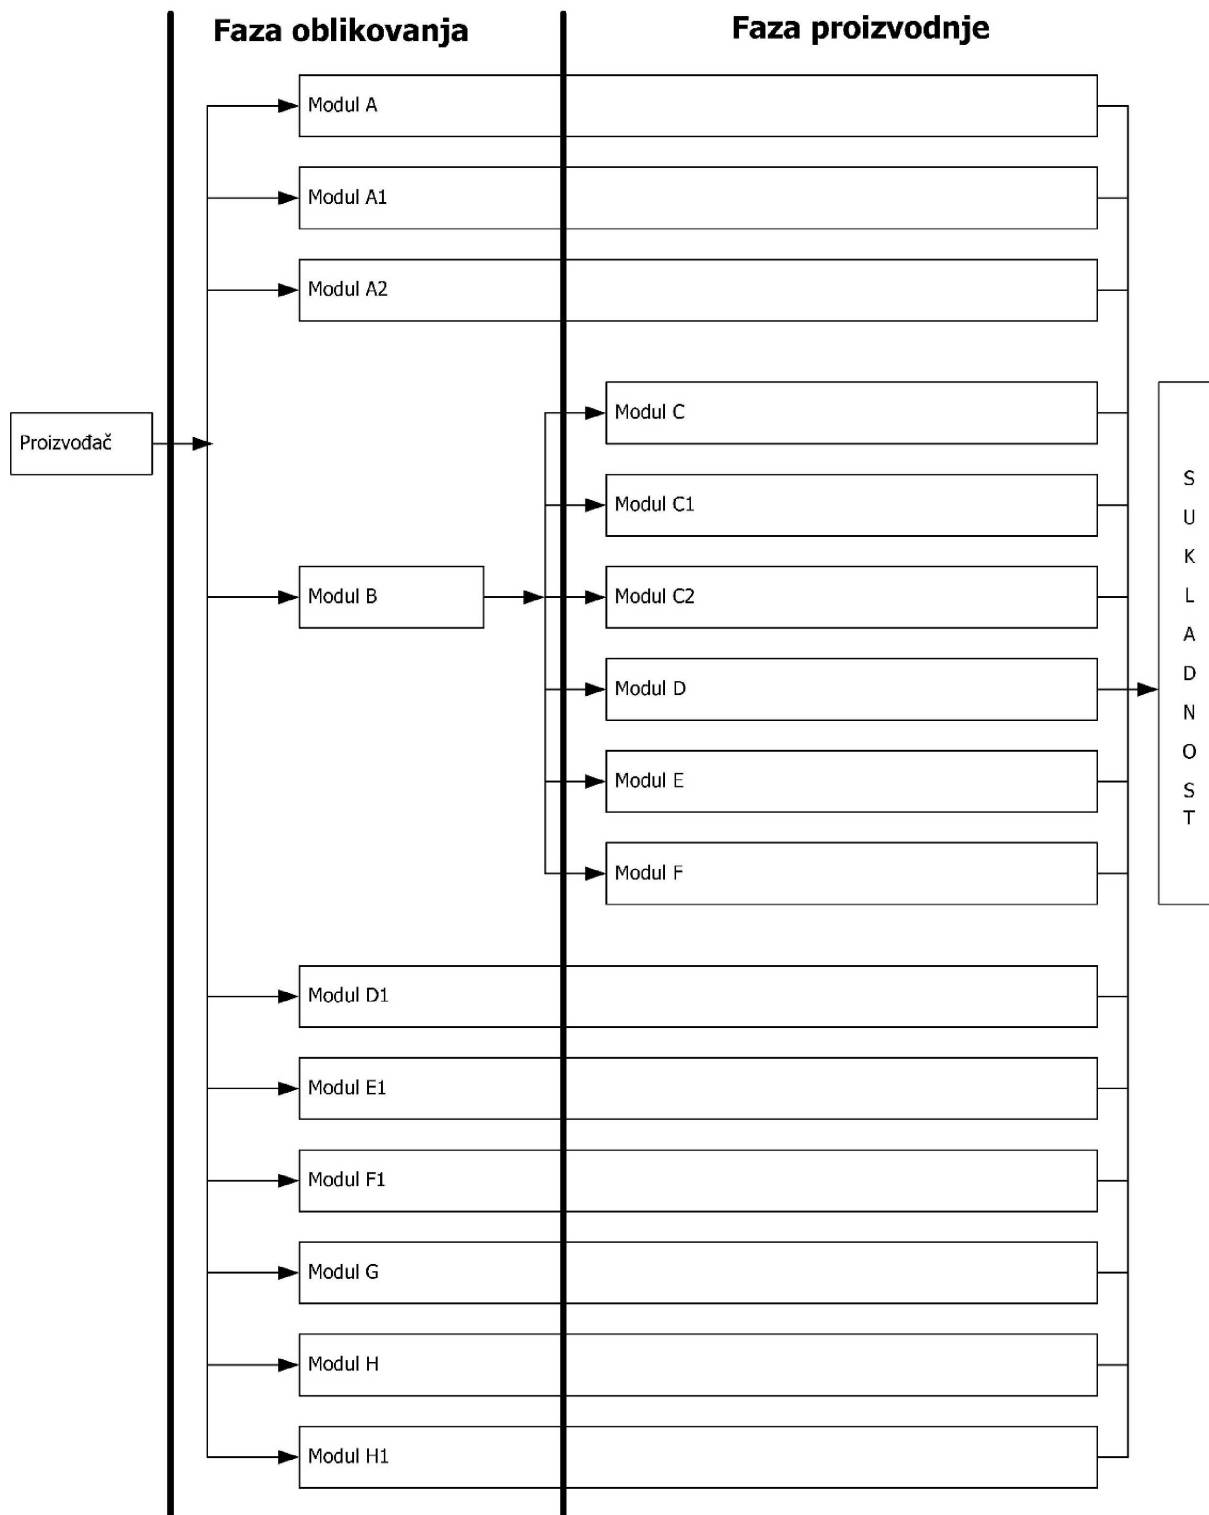 Faza oblikovanja
Faza proizvodnje
Modul A
Modul A1
Modul A2
Proizvođač
Modul B
Modul C
Modul C1
Modul C2
Modul D
Modul E
Modul F
SUKLADNOST
Modul D1
Modul E1
Modul F1
Modul G
Modul H
Modul H1